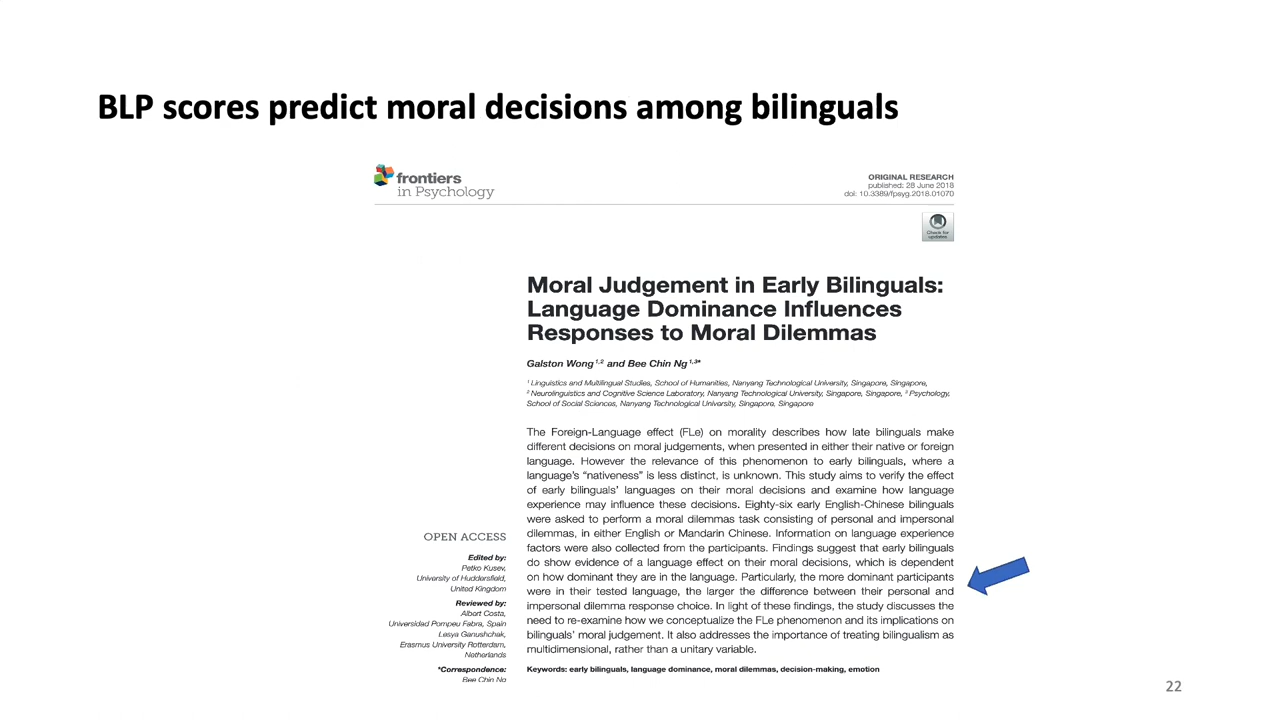 BLP scores predict moral decisions among bilinguals
frontiers
in Psychology
ORIGINAL RESEARCH
published: 28 June 2018
doi: 10.3389/fpsyg.2018.01070
Check for
updates
Moral Judgement in Early Bilinguals:
Language Dominance Influences
Responses to Moral Dilemmas
Galston Wong 1,2 and Bee Chin Ng 1,3*
1 Linguistics and Multilingual Studies, School of Humanities, Nanyang Technological University, Singapore, Singapore,
2 Neurolinguistics and Cognitive Science Laboratory, Nanyang Technological University, Singapore, Singapore, 3 Psychology,
School of Social Sciences, Nanyang Technological University, Singapore, Singapore
The Foreign-Language effect (FLe) on morality describes how late bilinguals make
different decisions on moral judgements, when presented in either their native or foreign
language. However the relevance of this phenomenon to early bilinguals, where a
language's “nativeness” is less distinct, is unknown. This study aims to verify the effect
of early bilinguals' languages on their moral decisions and examine how language
experience may influence these decisions. Eighty-six early English-Chinese bilinguals
were asked to perform a moral dilemmas task consisting of personal and impersonal
dilemmas, in either English or Mandarin Chinese. Information on language experience
factors were also collected from the participants. Findings suggest that early bilinguals
do show evidence of a language effect on their moral decisions, which is dependent
on how dominant they are in the language. Particularly, the more dominant participants
were in their tested language, the larger the difference between their personal and
impersonal dilemma response choice. In light of these findings, the study discusses the
need to re-examine how we conceptualize the FLe phenomenon and its implications on
bilinguals' moral judgement. It also addresses the importance of treating bilingualism as
multidimensional, rather than a unitary variable.
Keywords: early bilinguals, language dominance, moral dilemmas, decision-making, emotion
OPEN ACCESS
Edited by:
Petko Kusev,
University of Huddersfield,
United Kingdom
Reviewed by:
Albert Costa,
Universidad Pompeu Fabra, Spain
Lesya Ganushchak,
Erasmus University Rotterdam,
Netherlands
*Correspondence:
Bee Chin Ng
22